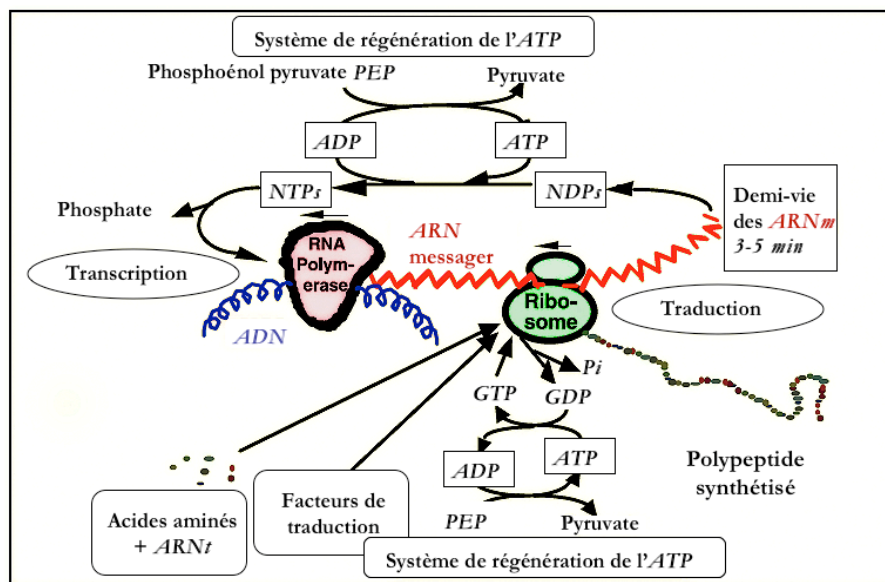 Système de régénération de l'ATP
Phosphoénol pyruvate PEP
Pyruvate
ADP
ATP
NTPs
NDPs
Phosphate
Demi-vie
des ARNm
3-5 min
RNA
Polym-
erase
ARN
messager
Transcription
Ribo-
some
Traduction
ADN
Pi
GTP
GDP
ADP
ATP
Polypeptide
synthétisé
Acides aminés
+ ARNt
Facteurs de
traduction
PEP
Pyruvate
Système de régénération de l'ATP